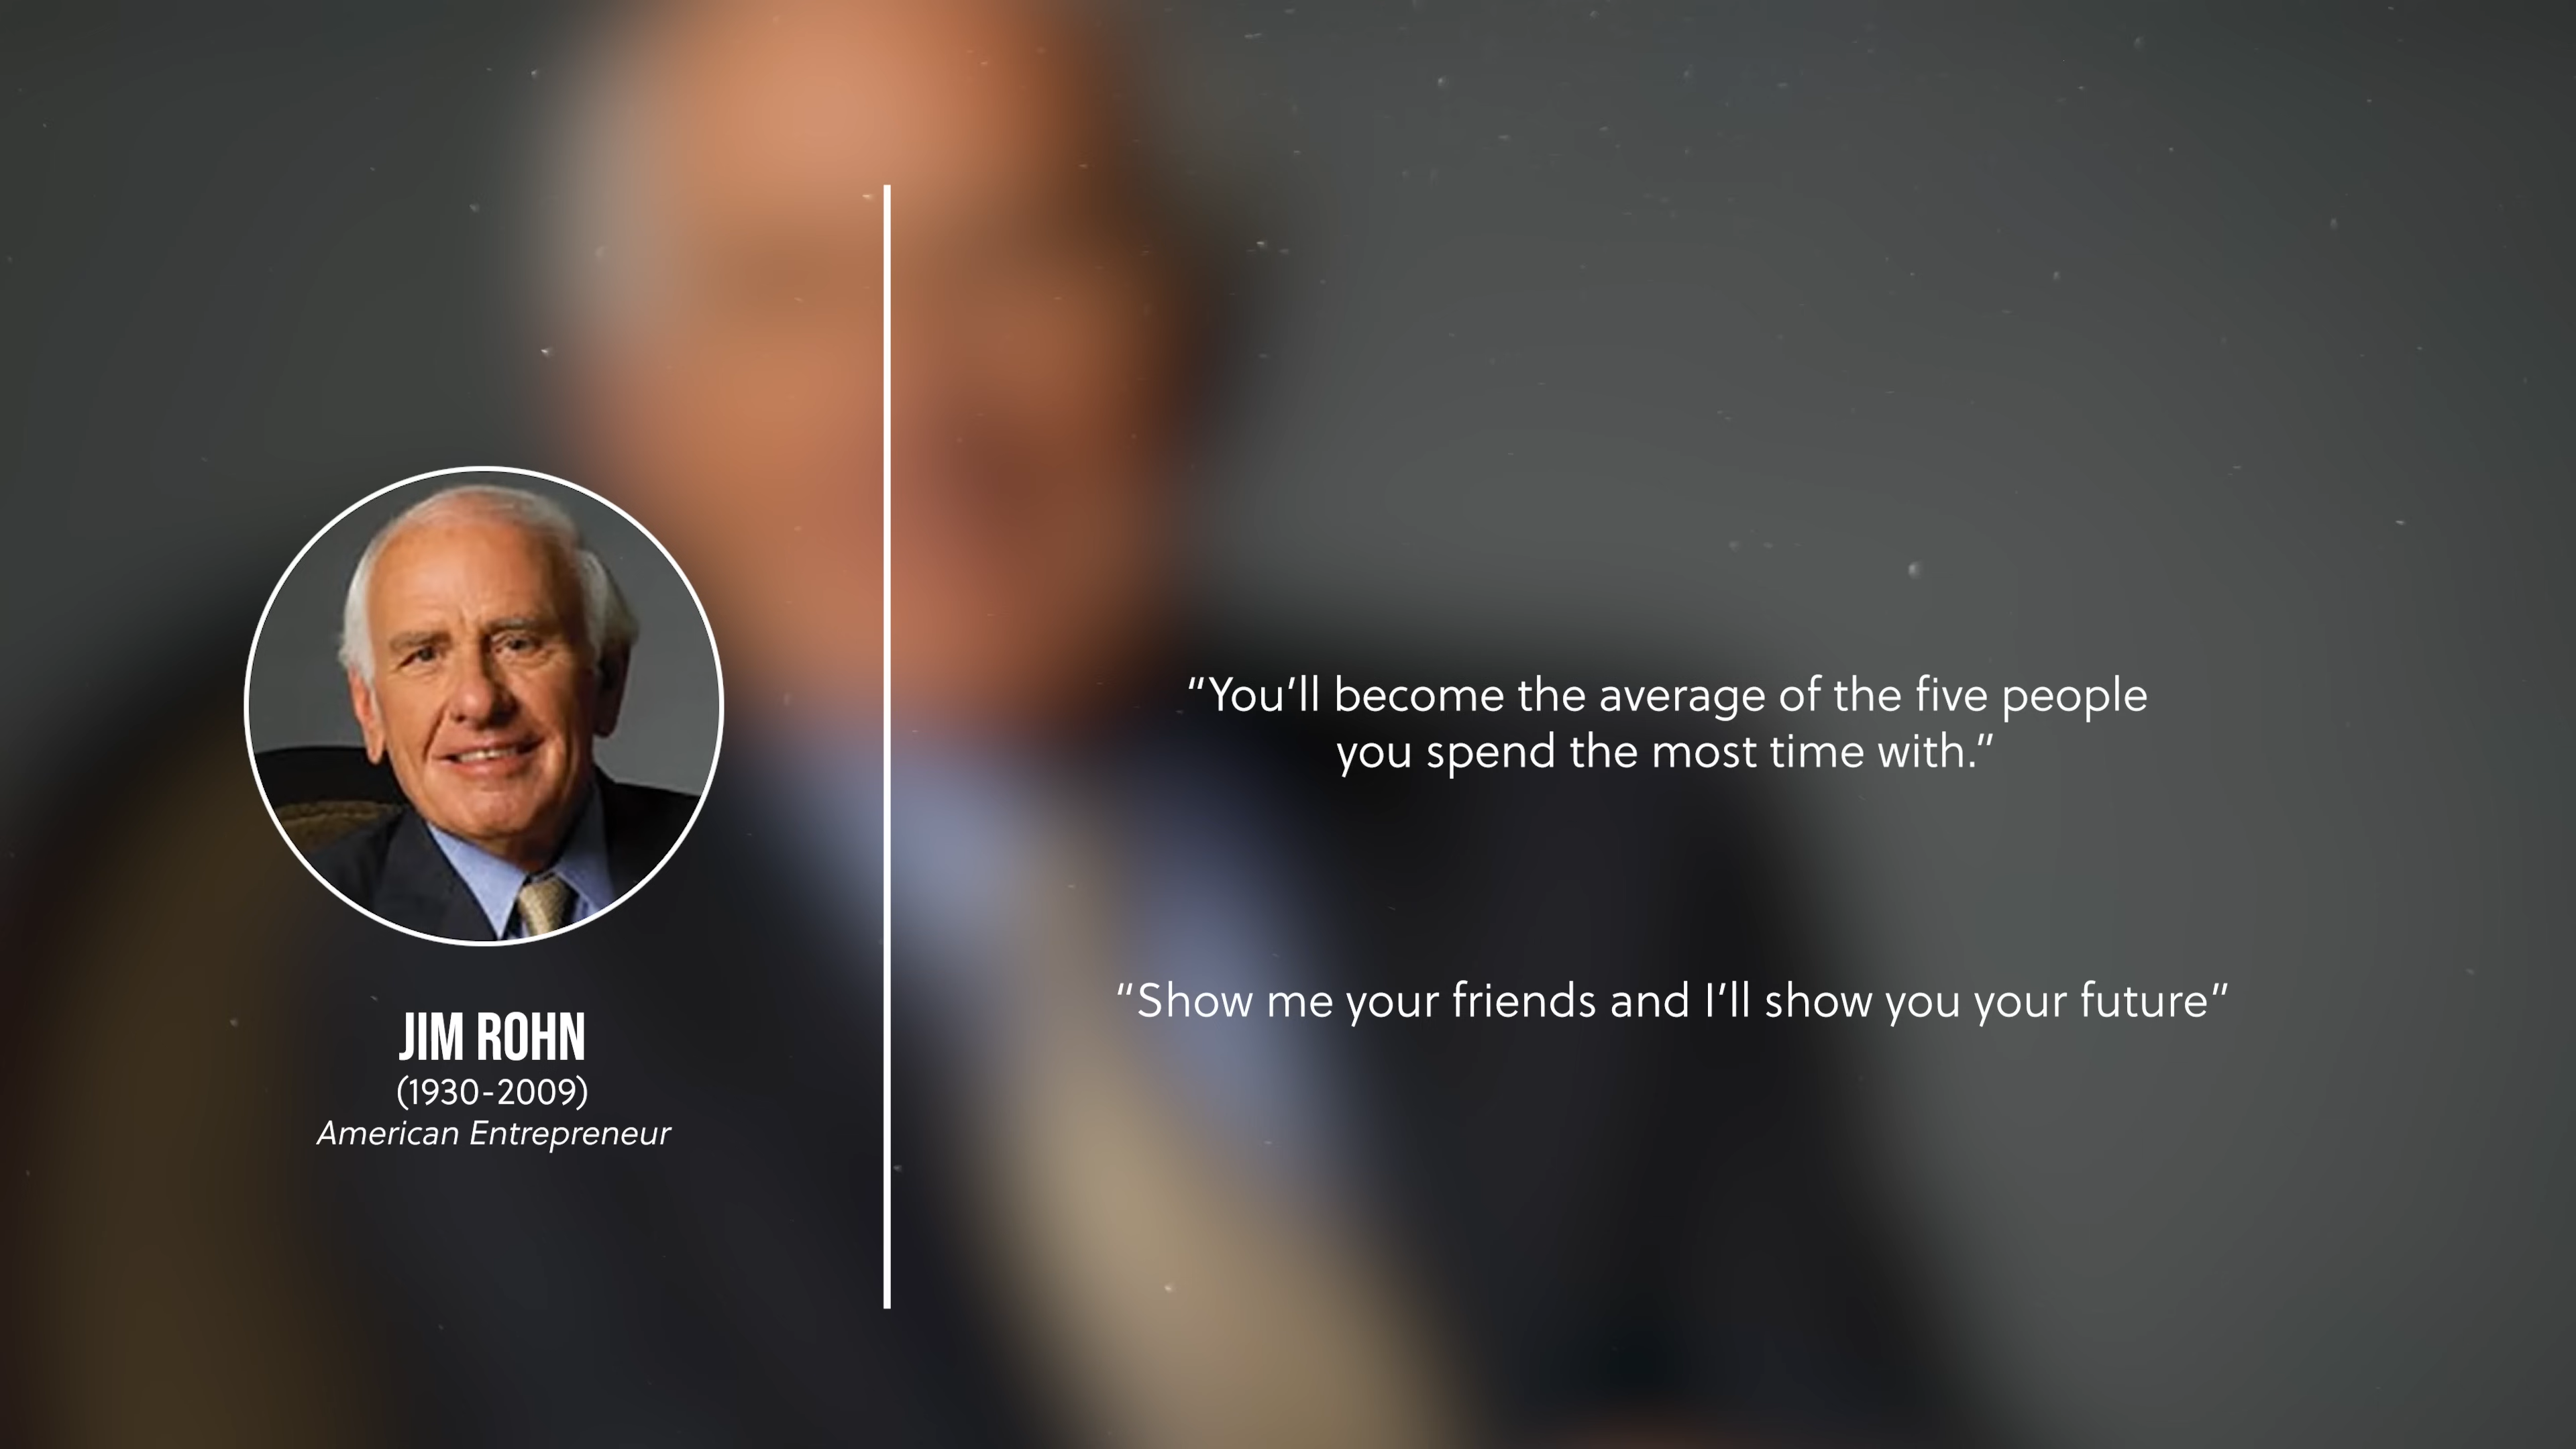 JIM ROHN
(1930-2009)
American Entrepreneur
“You’ll become the average of the five people
you spend the most time with.”
“Show me your friends and I’ll show you your future”